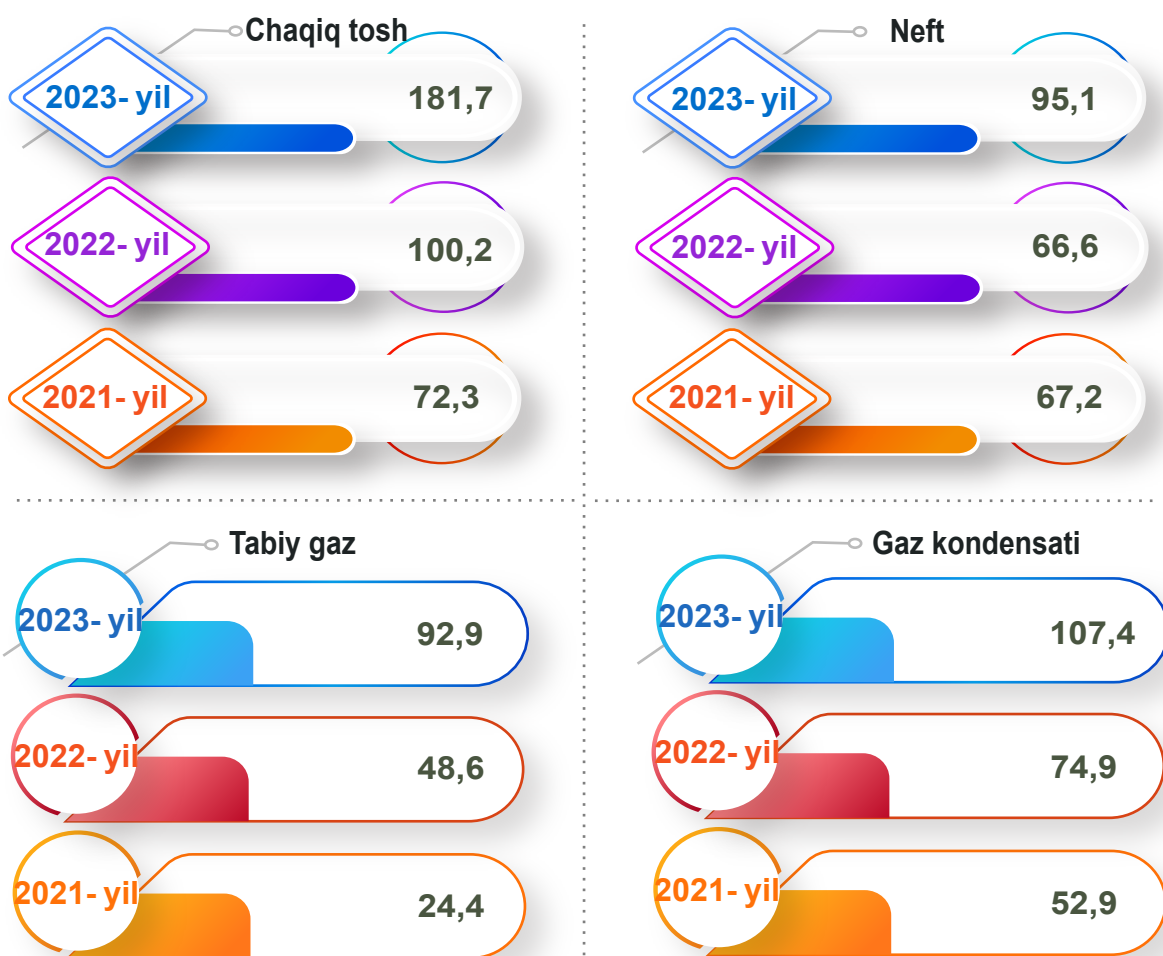 Chaqiq tosh
2023- yil
181,7
2022- yil
100,2
2021- yil
72,3
Neft
2023- yil
95,1
2022- yil
66,6
2021- yil
67,2
Tabiy gaz
2023- yil
92,9
2022- yil
48,6
2021- yil
24,4
Gaz kondensati
2023- yil
107,4
2022- yil
74,9
2021- yil
52,9